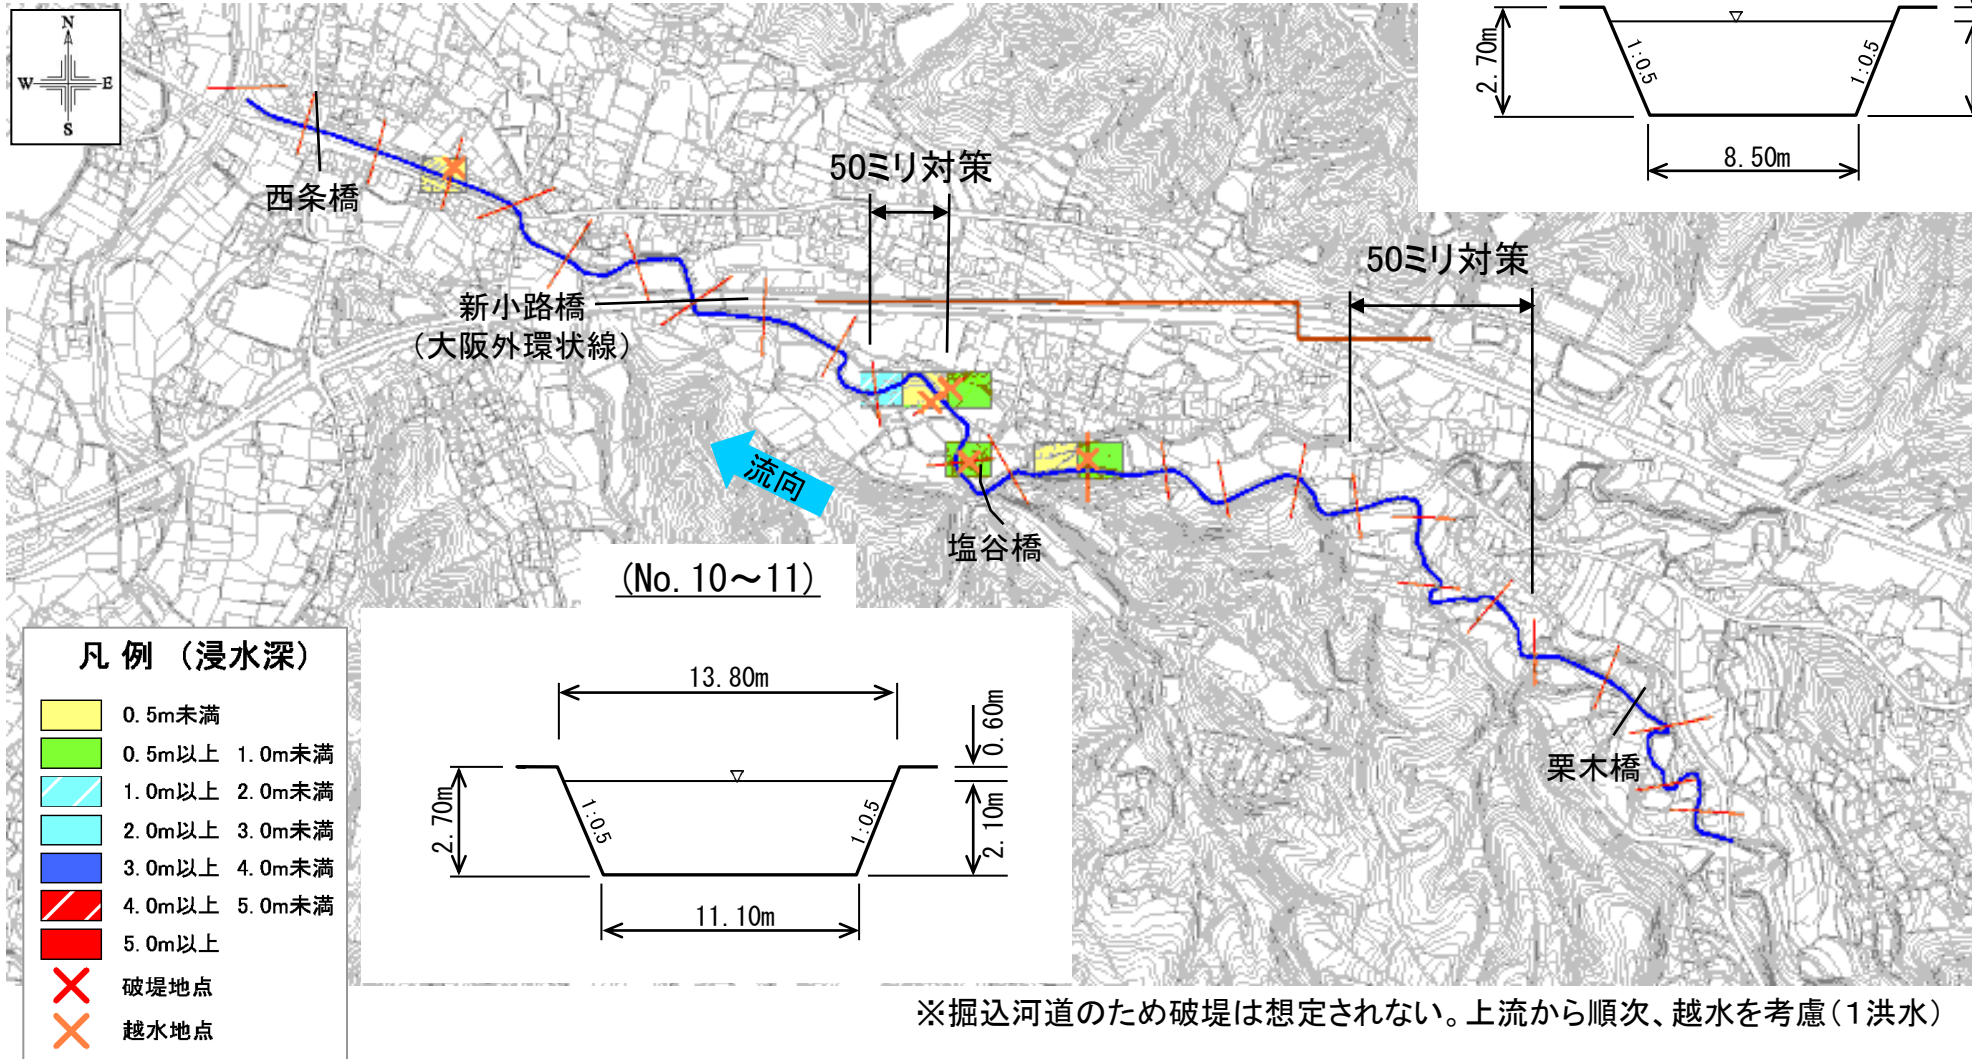 N
W E
S
2.70m
1:0.5
1:0.5
8.50m
50ミリ対策
50ミリ対策
西条橋
新小路橋
（大阪外環状線）
流向
塩谷橋
栗木橋
(No.10～11)
13.80m
0.60m
2.70m
1:0.5
1:0.5
2.10m
11.10m
凡 例 （浸水深）
0.5m未満
0.5m以上 1.0m未満
1.0m以上 2.0m未満
2.0m以上 3.0m未満
3.0m以上 4.0m未満
4.0m以上 5.0m未満
5.0m以上
破堤地点
越水地点
※掘込河道のため破堤は想定されない。上流から順次、越水を考慮（１洪水）